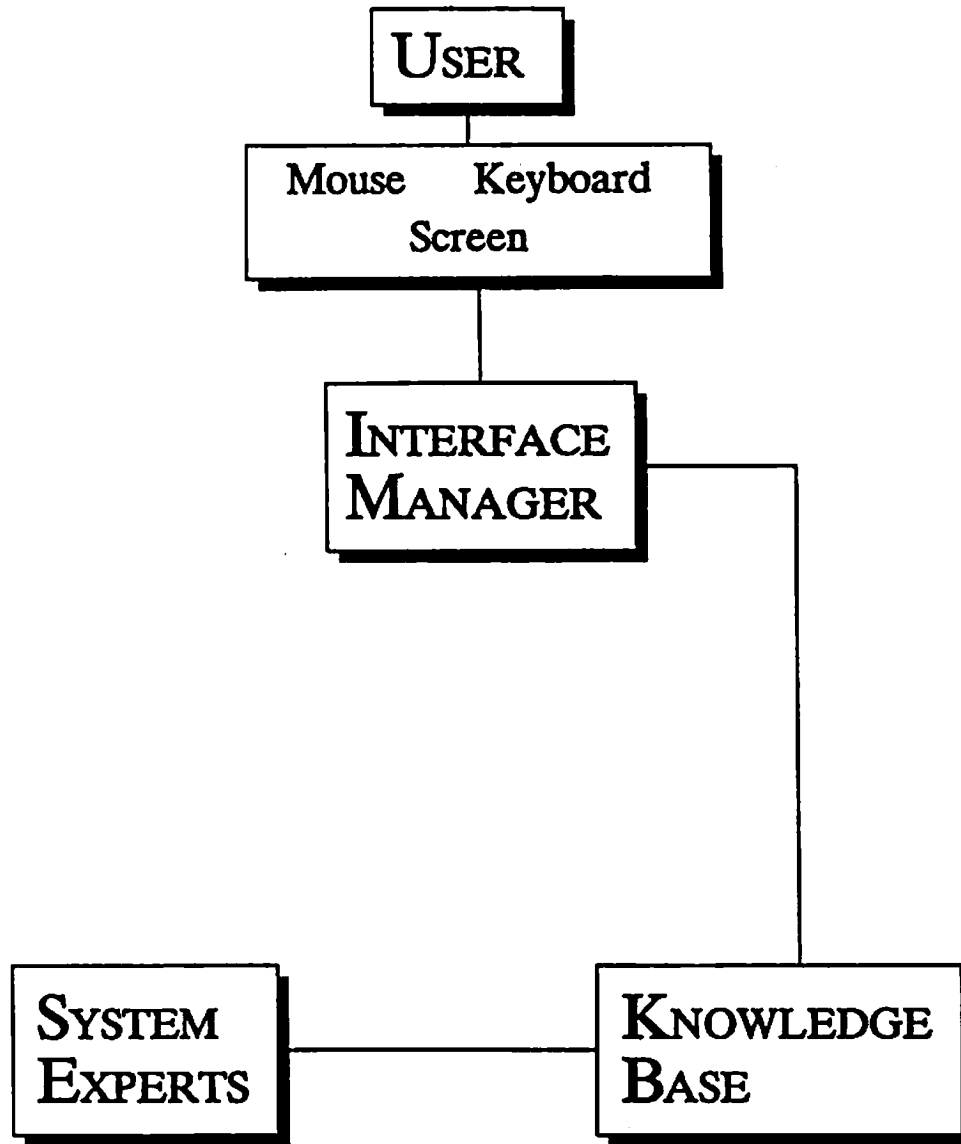 USER
Mouse Keyboard
Screen
INTERFACE
MANAGER
SYSTEM
EXPERTS
KNOWLEDGE
BASE